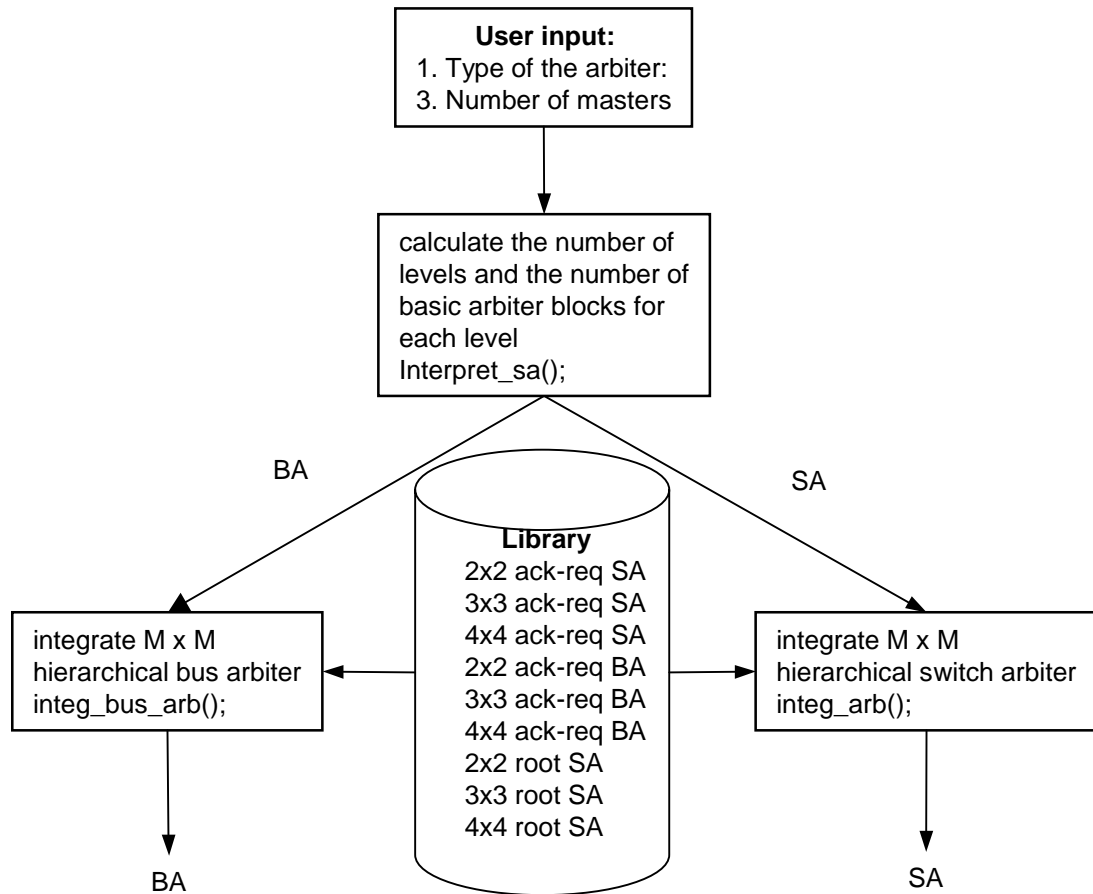 User input:
1. Type of the arbiter:
3. Number of masters
calculate the number of
levels and the number of
basic arbiter blocks for
each level
Interpret_sa();
BA
SA
Library
2x2 ack-req SA
3x3 ack-req SA
4x4 ack-req SA
2x2 ack-req BA
3x3 ack-req BA
4x4 ack-req BA
2x2 root SA
3x3 root SA
4x4 root SA
integrate M x M
hierarchical bus arbiter
integ_bus_arb();
integrate M x M
hierarchical switch arbiter
integ_arb();
BA
SA